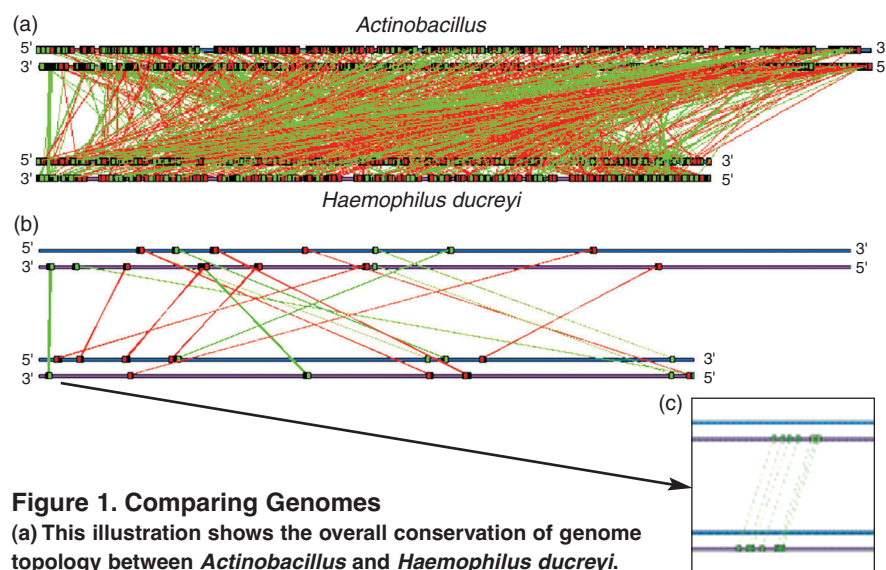 (a)
Actinobacillus
5' 3
3' 5
5' 3'
3' 5'
Haemophilus ducreyi
(b)
5' 3'
3' 5'
5' 3'
3' 5'
(c)
Figure 1. Comparing Genomes
(a) This illustration shows the overall conservation of genome
topology between Actinobacillus and Haemophilus ducreyi.